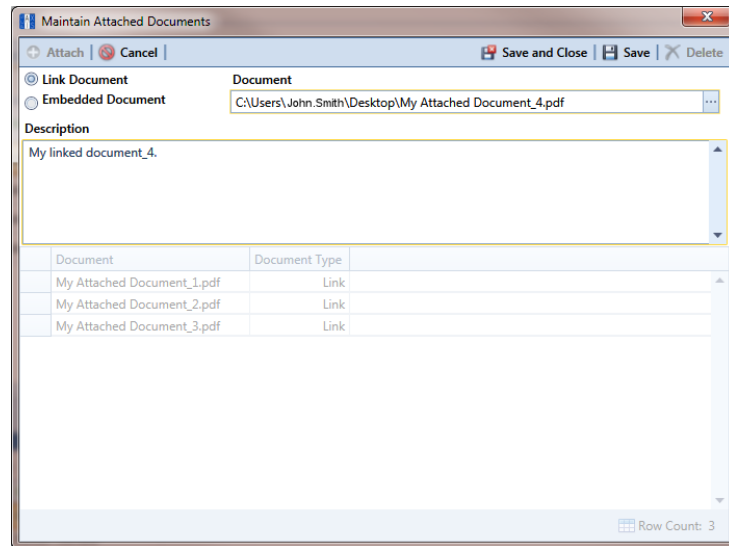 Maintain Attached Documents
Attach Cancel Save and Close Save Delete
Link Document Document
Embedded Document C:\Users\John.Smith\Desktop\My Attached Document_4.pdf ...
Description
My linked document_4.
Document Document Type
My Attached Document_1.pdf Link
My Attached Document_2.pdf Link
My Attached Document_3.pdf Link
Row Count: 3